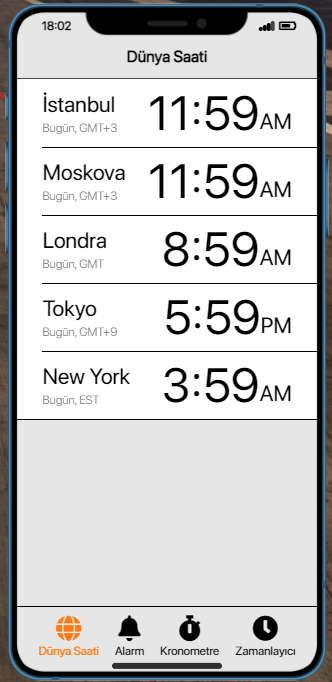 18:02
Dünya Saati
İstanbul
11:59AM
Bugün, GMT+3
Moskova
11:59AM
Bugün, GMT+3
Londra
8:59AM
Bugün, GMT
Tokyo
5:59PM
Bugün, GMT+9
New York
3:59AM
Bugün, EST
Dünya Saati
Alarm
Kronometre
Zamanlayıcı